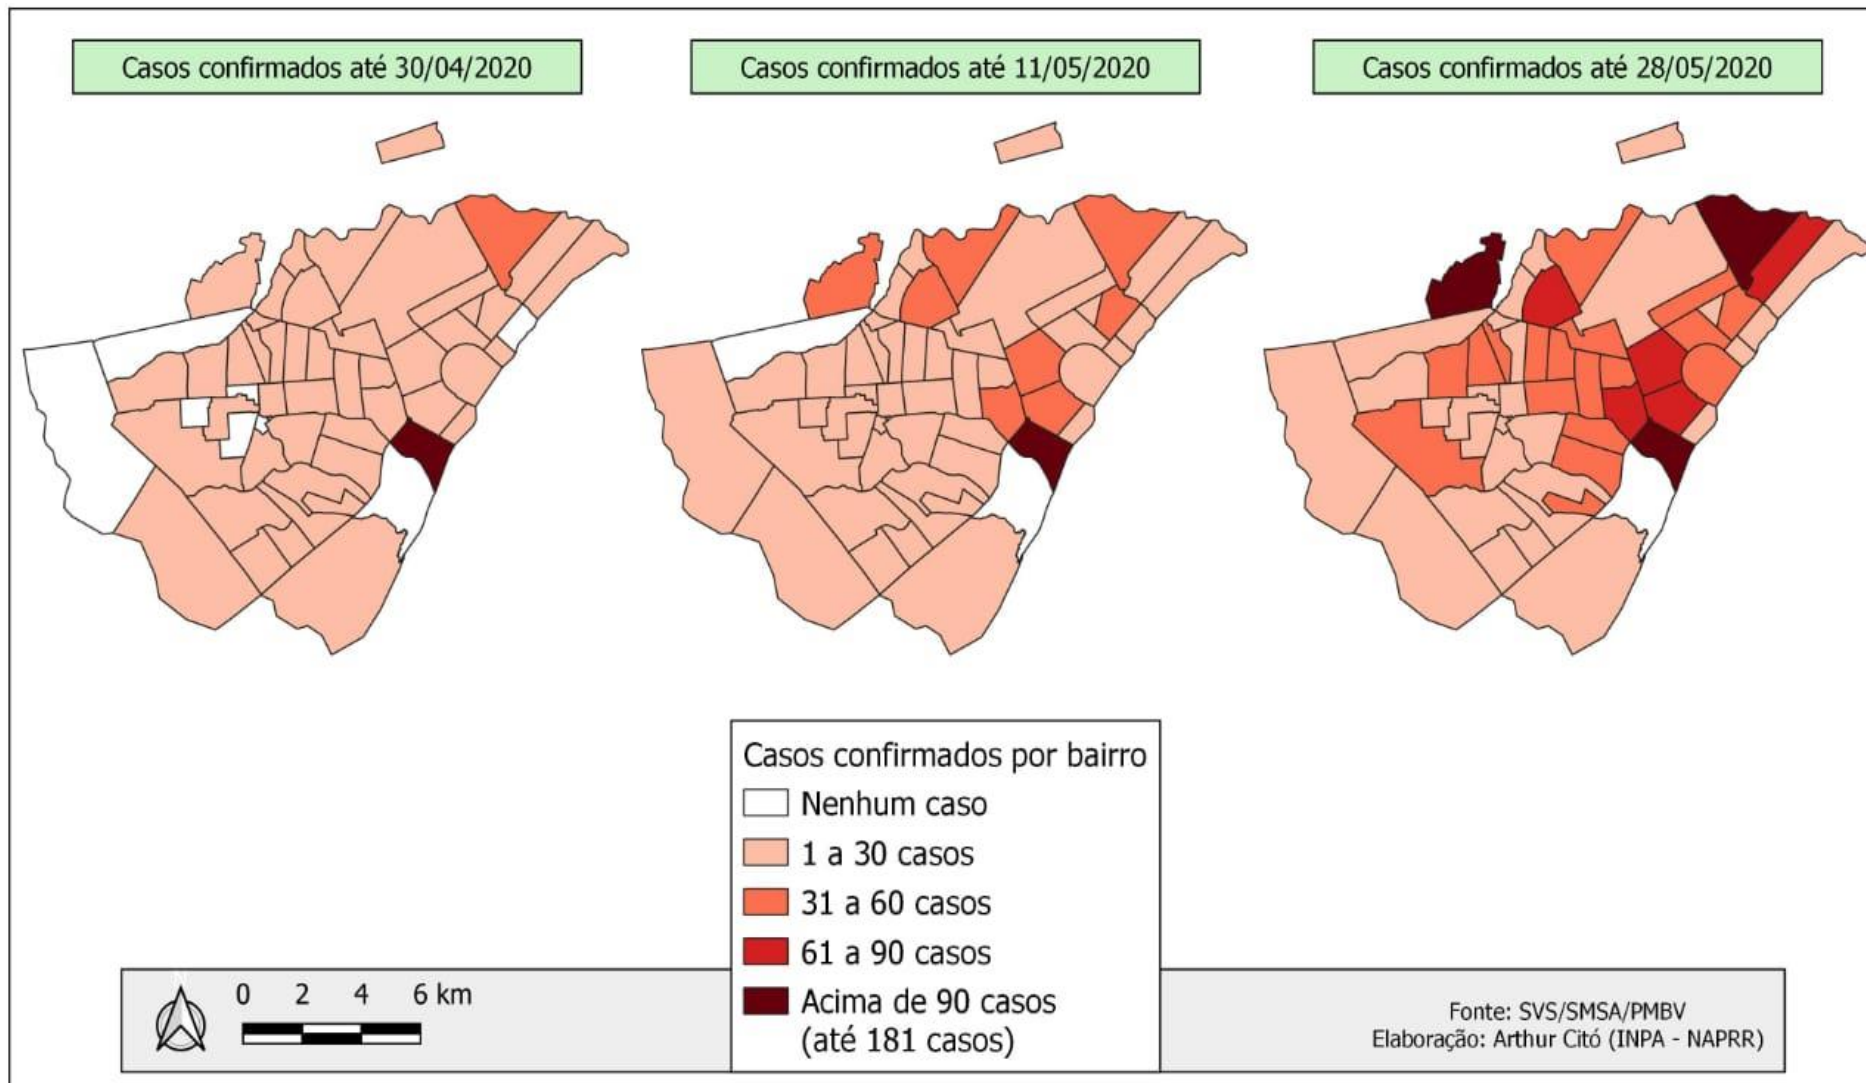 Casos confirmados até 30/04/2020
Casos confirmados até 11/05/2020
Casos confirmados até 28/05/2020
Casos confirmados por bairro
Nenhum caso
1 a 30 casos
31 a 60 casos
61 a 90 casos
Acima de 90 casos
(até 181 casos)
N
0 2 4 6 km
Fonte: SVS/SMSA/PMBV
Elaboração: Arthur Citó (INPA - NAPRR)